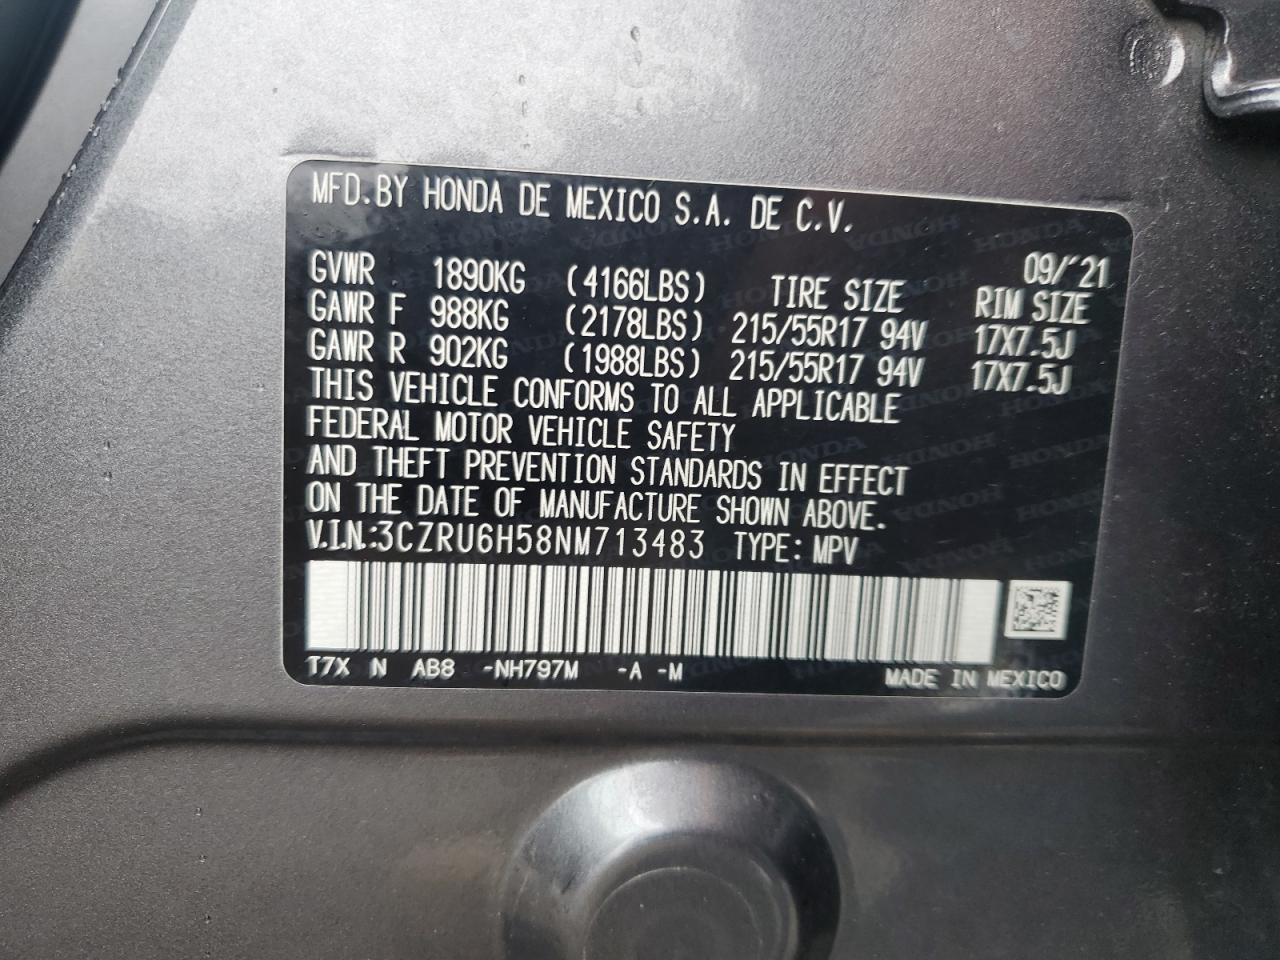 MFD.BY HONDA DE MEXICO S.A. DE C.V.
09/'21
GVWR 1890KG (4166LBS) TIRE SIZE RIM SIZE
GAWR F 988KG (2178LBS) 215/55R17 94V 17X7.5J
GAWR R 902KG (1988LBS) 215/55R17 94V 17X7.5J
THIS VEHICLE CONFORMS TO ALL APPLICABLE
FEDERAL MOTOR VEHICLE SAFETY
AND THEFT PREVENTION STANDARDS IN EFFECT
ON THE DATE OF MANUFACTURE SHOWN ABOVE.
V.I.N.:3CZRU6H58NM713483 TYPE: MPV
T7X N AB8 -NH797M -A -M MADE IN MEXICO